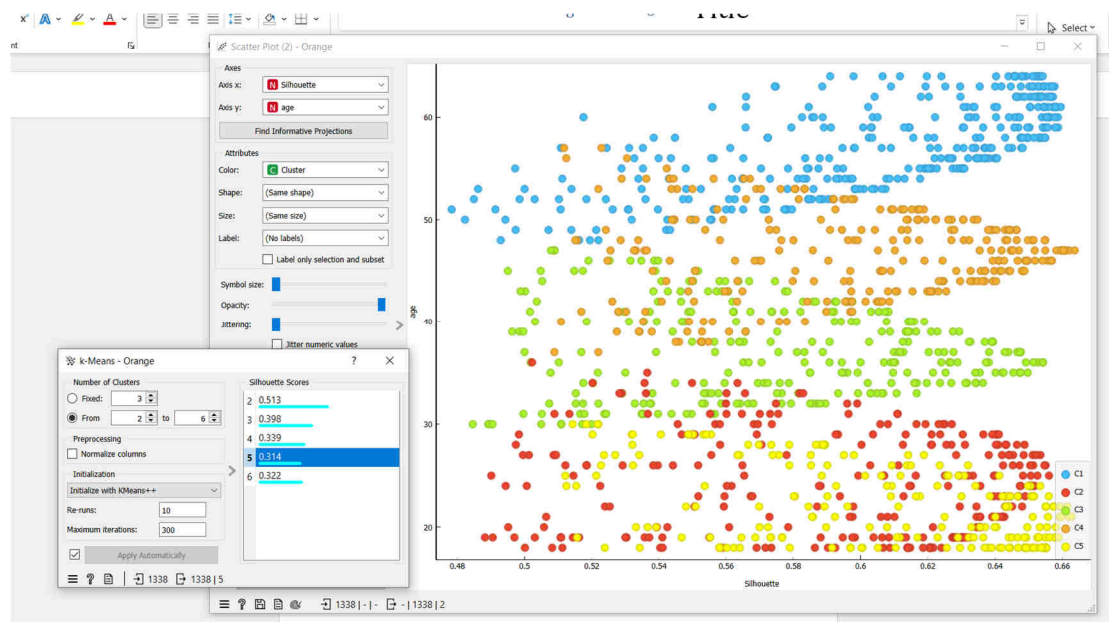 Title
Select
nt
Scatter Plot (2) - Orange
Axes
Axis x: N Silhouette
Axis y: N age
Find Informative Projections
Attributes
Color: C Cluster
Shape: (Same shape)
Size: (Same size)
Label: (No labels)
Label only selection and subset
Symbol size:
Opacity:
Jittering:
Jitter numeric values
age
60
50
40
30
20
0.48 0.5 0.52 0.54 0.56 0.58 0.6 0.62 0.64 0.66
Silhouette
C1
C2
C3
C4
C5
1338 | - | - - | 1338 | 2
k-Means - Orange
Number of Clusters
Fixed: 3
From 2 to 6
Preprocessing
Normalize columns
Initialization
Initialize with KMeans++
Re-runs: 10
Maximum iterations: 300
Apply Automatically
1338 1338 | 5
Silhouette Scores
2 0.513
3 0.398
4 0.339
5 0.314
6 0.322